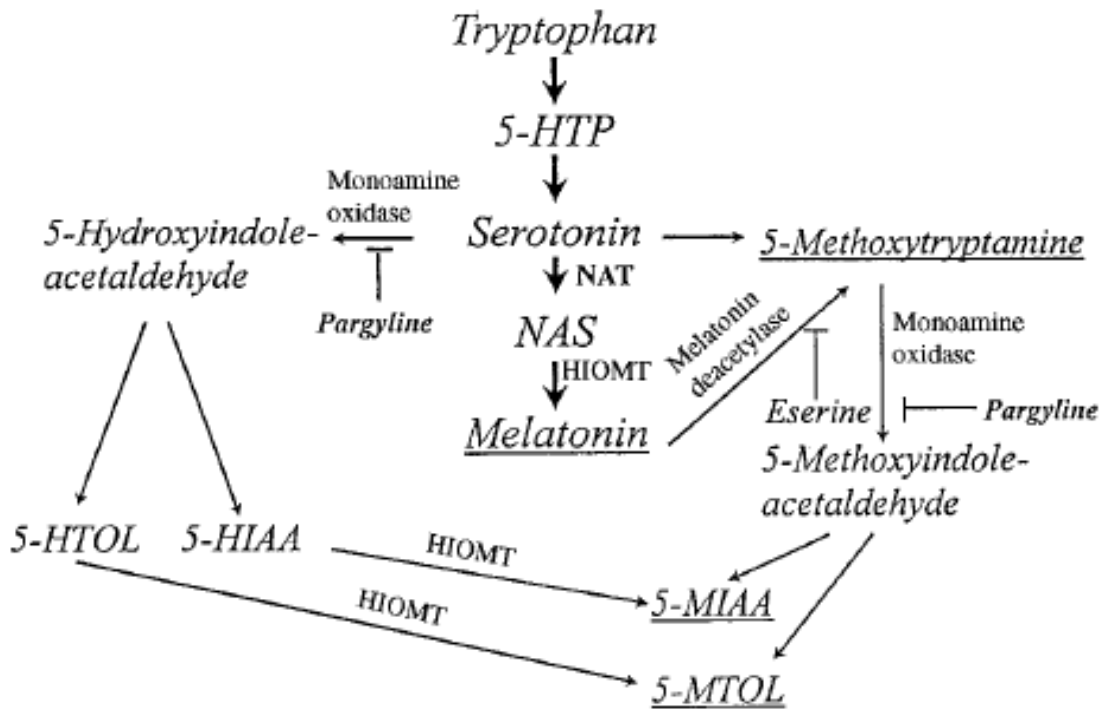 Tryptophan
5-HTP
Monoamine
oxidase
5-Hydroxyindole-
acetaldehyde
Serotonin
5-Methoxytryptamine
NAT
Pargyline
NAS
HIOMT
Melatonin
deacetylase
Monoamine
oxidase
Eserine
Pargyline
Melatonin
5-Methoxyindole-
acetaldehyde
5-HTOL
5-HIAA
HIOMT
HIOMT
5-MIAA
5-MTOL